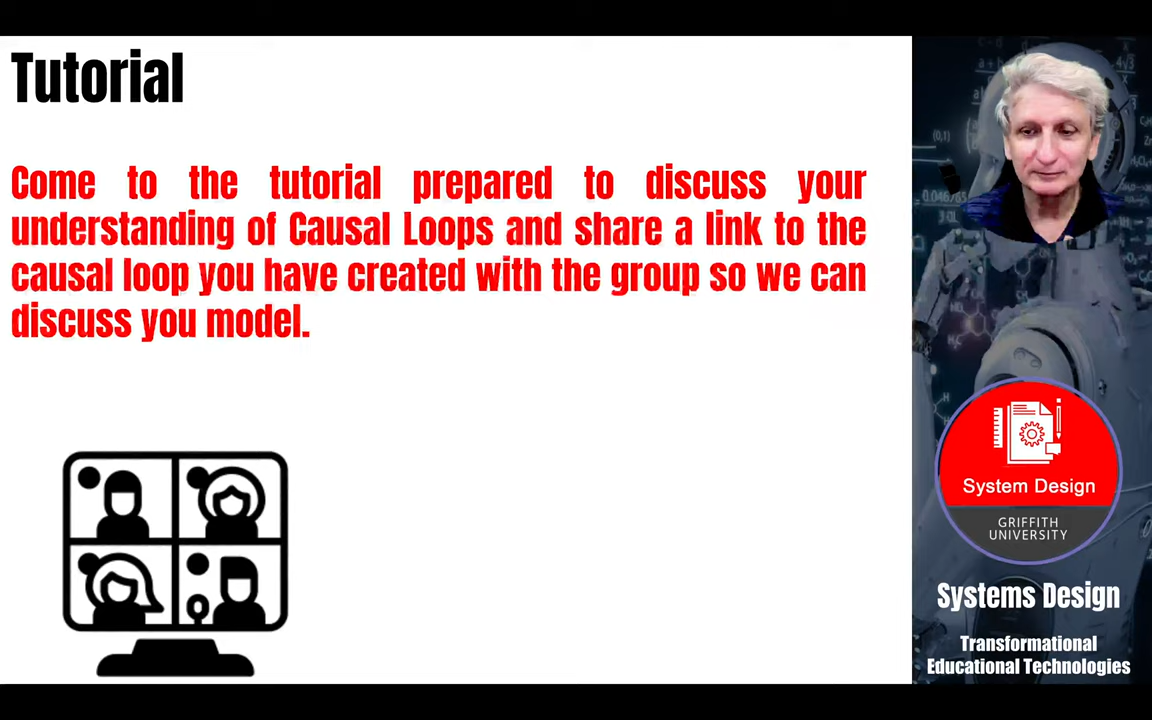 Tutorial
Come to the tutorial prepared to discuss your
understanding of Causal Loops and share a link to the
causal loop you have created with the group so we can
discuss you model.
System Design
GRIFFITH
UNIVERSITY
Systems Design
Transformational
Educational Technologies